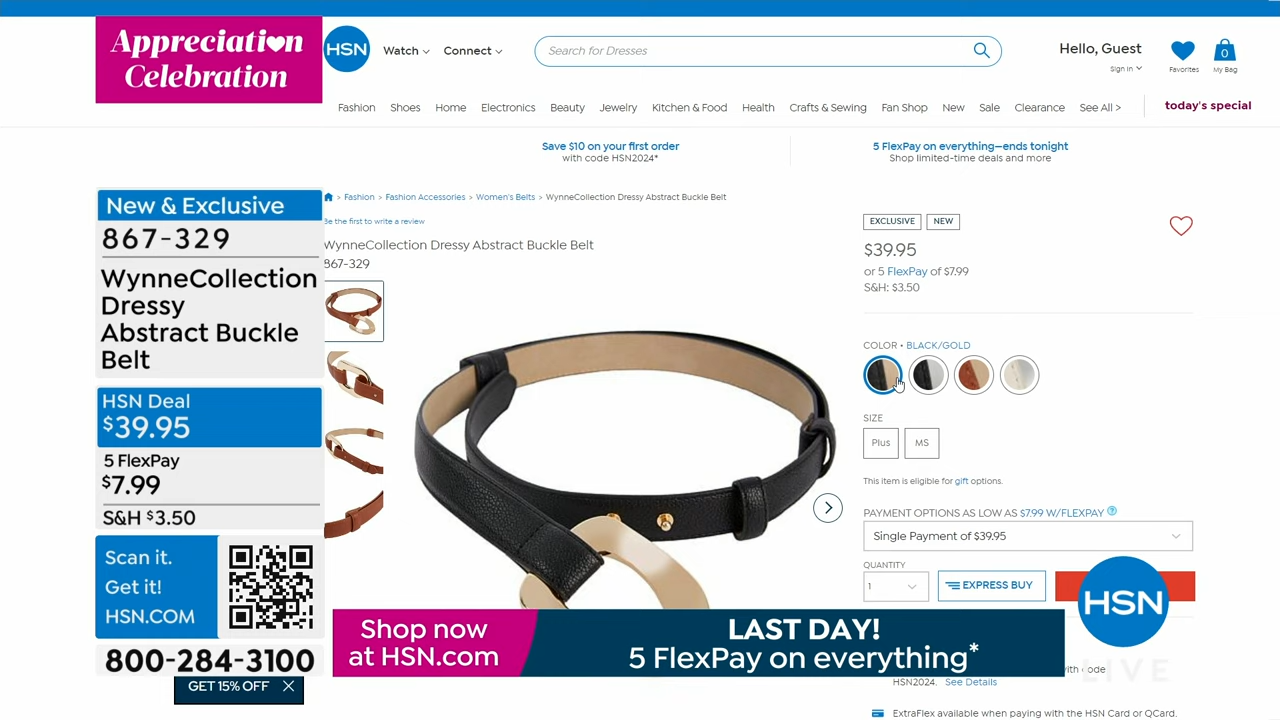 Appreciation
Celebration
HSN
Watch
Connect
Search for Dresses
Hello, Guest
Sign In
Favorites
0
My Bag
Fashion Shoes Home Electronics Beauty Jewelry Kitchen & Food Health Crafts & Sewing Fan Shop New Sale Clearance See All >
today's special
Save $10 on your first order
with code HSN2024*
5 FlexPay on everything—ends tonight
Shop limited-time deals and more
New & Exclusive
867-329
WynneCollection
Dressy
Abstract Buckle
Belt
HSN Deal
$39.95
5 FlexPay
$7.99
S&H $3.50
Scan it.
Get it!
HSN.COM
800-284-3100
GET 15% OFF
> Fashion > Fashion Accessories > Women's Belts > WynneCollection Dressy Abstract Buckle Belt
Be the first to write a review
WynneCollection Dressy Abstract Buckle Belt
867-329
EXCLUSIVE NEW
$39.95
or 5 FlexPay of $7.99
S&H: $3.50
COLOR • BLACK/GOLD
SIZE
Plus MS
This item is eligible for gift options.
PAYMENT OPTIONS AS LOW AS $7.99 W/FLEXPAY
Single Payment of $39.95
QUANTITY
1
EXPRESS BUY
HSN
LIVE
Shop now
at HSN.com
LAST DAY!
5 FlexPay on everything*
with code
HSN2024. See Details
ExtraFlex available when paying with the HSN Card or QCard.